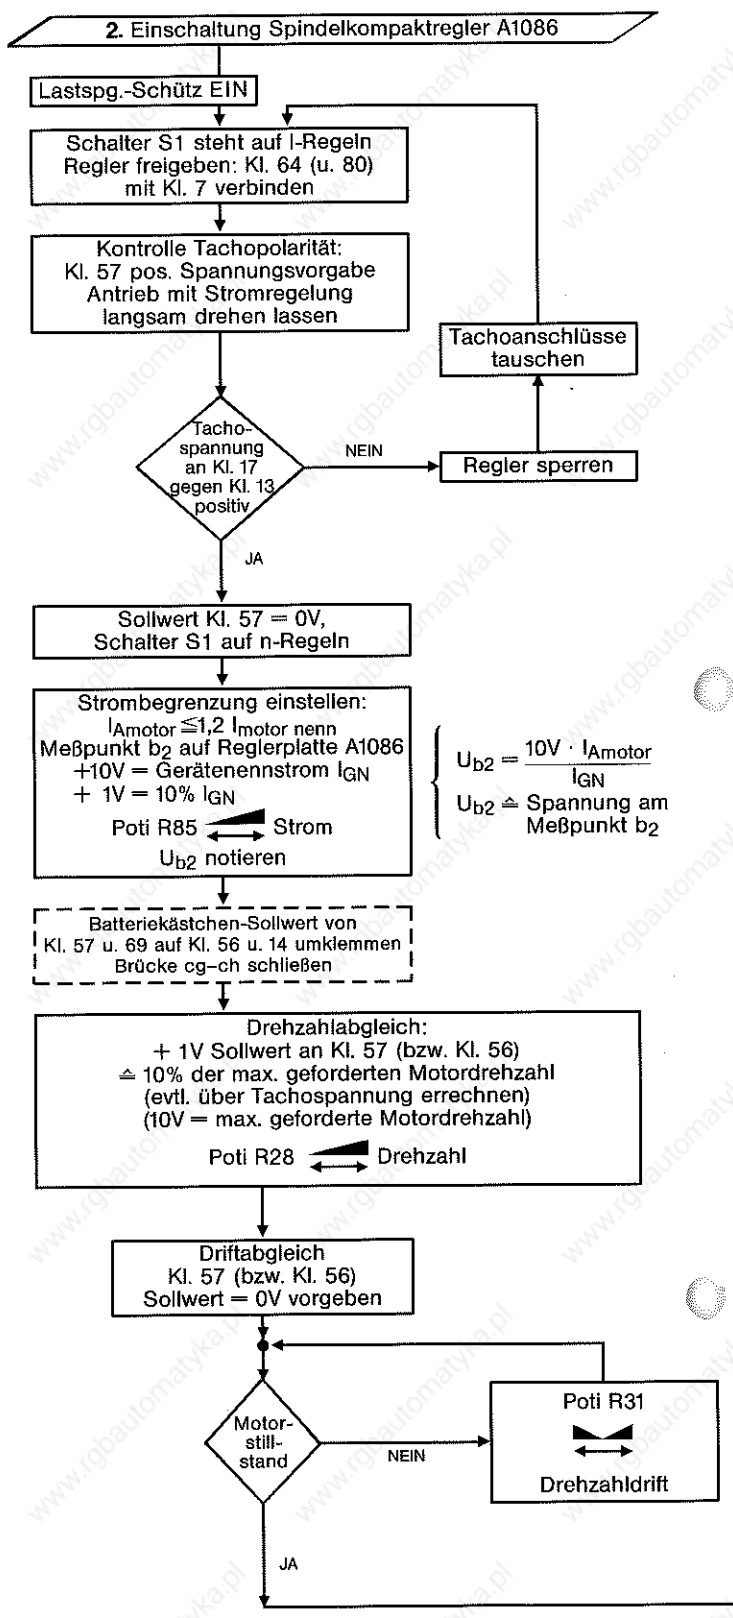 2. Einschaltung Spindelkompaktregler A1086
Lastspg.-Schütz EIN
Schalter S1 steht auf I-Regeln
Regler freigeben: Kl. 64 (u. 80)
mit Kl. 7 verbinden
Kontrolle Tachopolarität:
Kl. 57 pos. Spannungsvorgabe
Antrieb mit Stromregelung
langsam drehen lassen
Tachoanschlüsse
tauschen
Tacho-
spannung
an Kl. 17
gegen Kl. 13
positiv
NEIN
Regler sperren
JA
Sollwert Kl. 57 = 0V,
Schalter S1 auf n-Regeln
Strombegrenzung einstellen:
IAmotor ≦1,2 Imotor nenn
Meßpunkt b2 auf Reglerplatte A1086
+10V = Gerätenennstrom IGN
+ 1V = 10% IGN
Poti R85 Strom
Ub2 notieren
Ub2 = 10V · IAmotor
IGN
Ub2 ≙ Spannung am
Meßpunkt b2
Batteriekästchen-Sollwert von
Kl. 57 u. 69 auf Kl. 56 u. 14 umklemmen
Brücke cg–ch schließen
Drehzahlabgleich:
+ 1V Sollwert an Kl. 57 (bzw. Kl. 56)
≙ 10% der max. geforderten Motordrehzahl
(evtl. über Tachospannung errechnen)
(10V = max. geforderte Motordrehzahl)
Poti R28 Drehzahl
Driftabgleich
Kl. 57 (bzw. Kl. 56)
Sollwert = 0V vorgeben
Motor-
still-
stand
NEIN
Poti R31
Drehzahldrift
JA
www.rgbautomatyka.pl